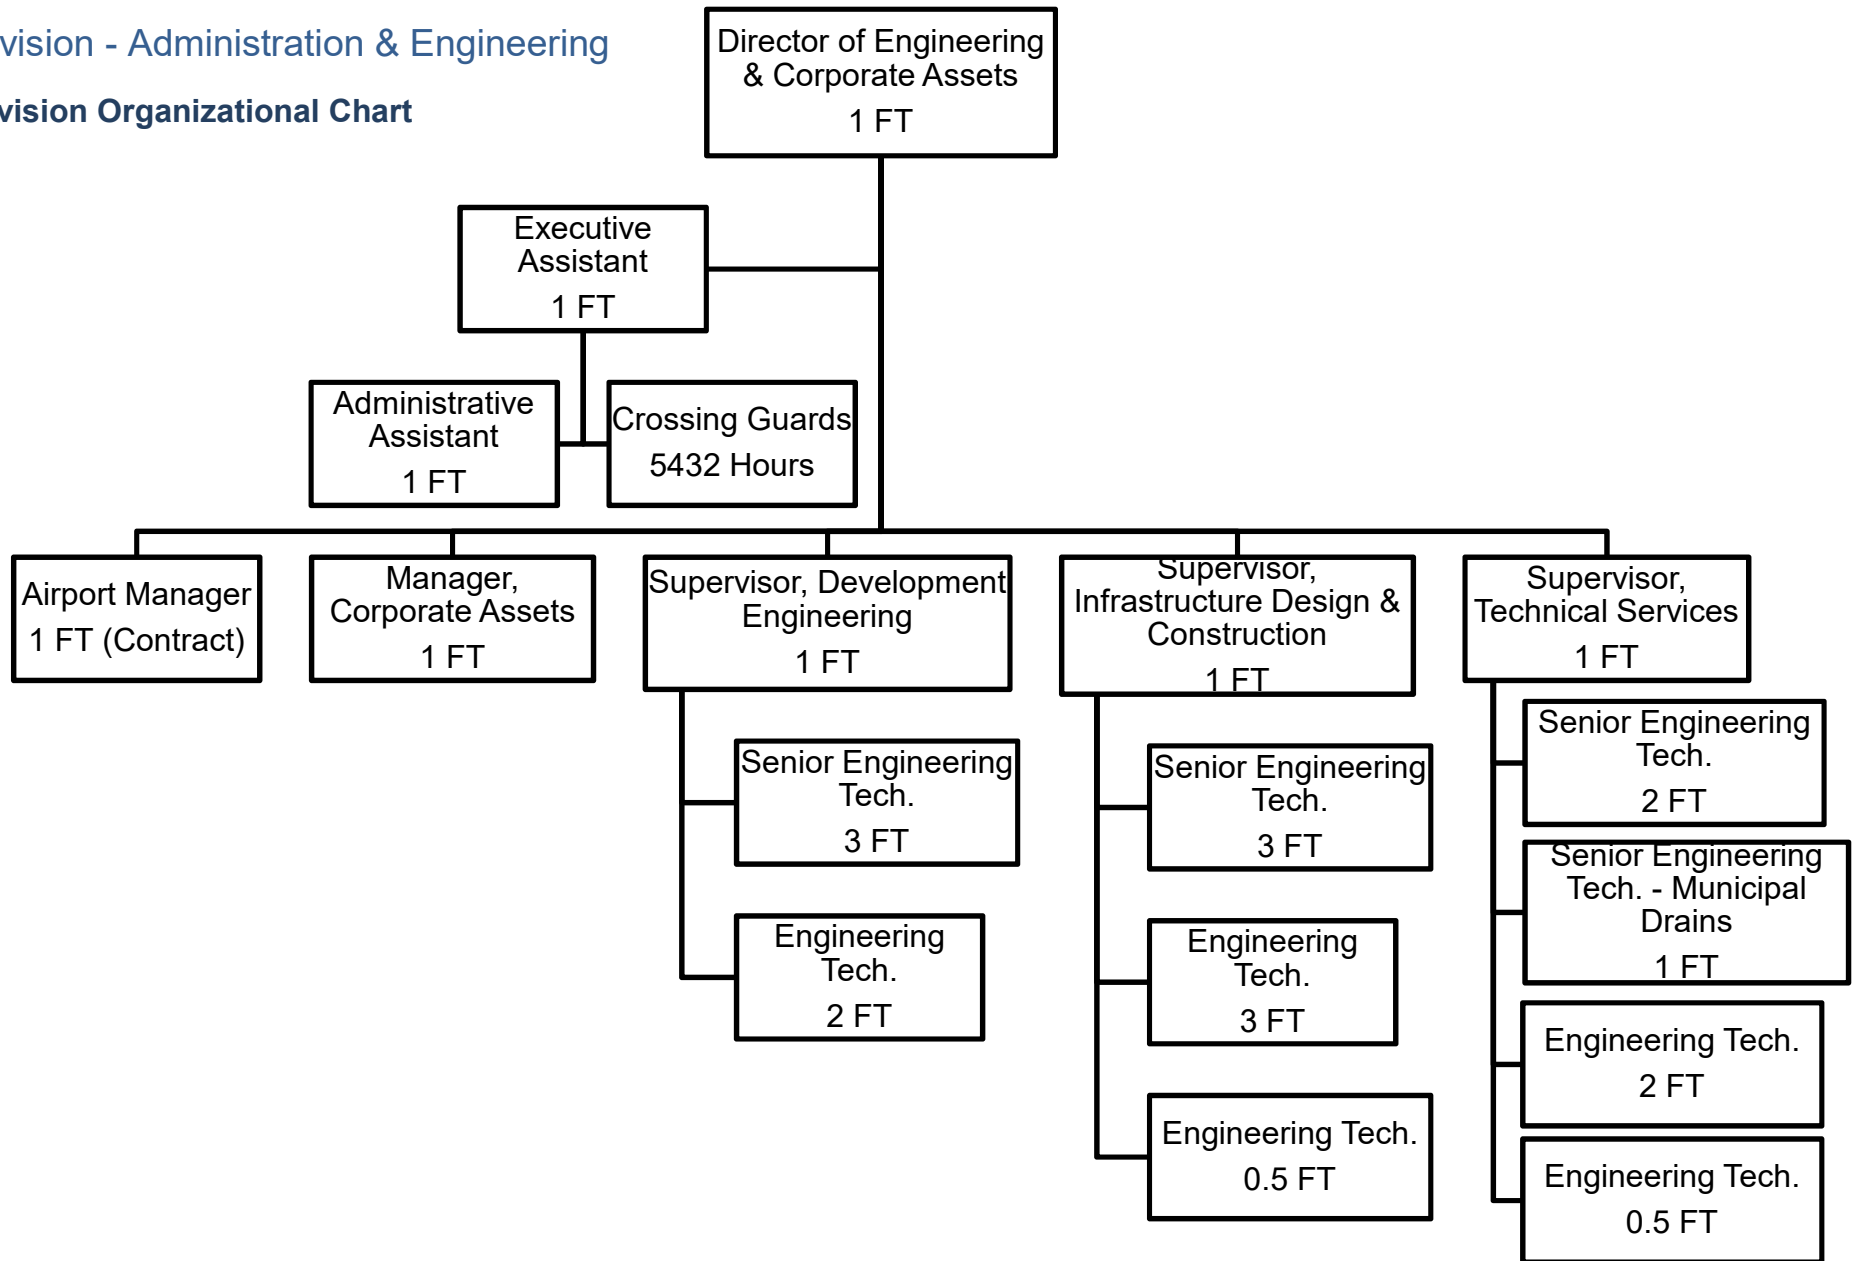 vision - Administration & Engineering
vision Organizational Chart
Director of Engineering
& Corporate Assets
1 FT
Executive
Assistant
1 FT
Administrative
Assistant
1 FT
Crossing Guards
5432 Hours
Airport Manager
1 FT (Contract)
Manager,
Corporate Assets
1 FT
Supervisor, Development
Engineering
1 FT
Supervisor,
Infrastructure Design &
Construction
1 FT
Supervisor,
Technical Services
1 FT
Senior Engineering
Tech.
3 FT
Engineering
Tech.
2 FT
Senior Engineering
Tech.
3 FT
Engineering
Tech.
3 FT
Engineering Tech.
0.5 FT
Senior Engineering
Tech.
2 FT
Senior Engineering
Tech. - Municipal
Drains
1 FT
Engineering Tech.
2 FT
Engineering Tech.
0.5 FT